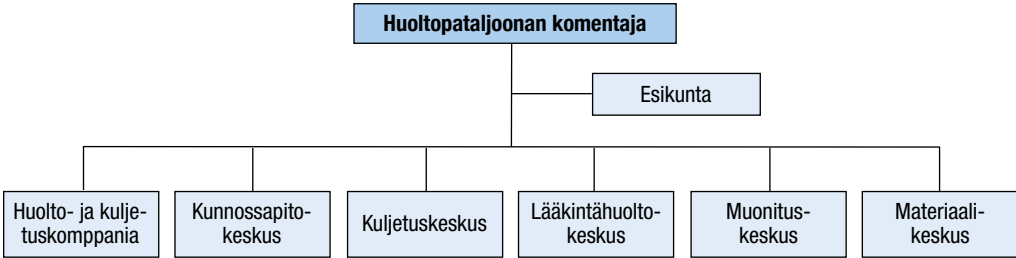 Huoltopataljoonan komentaja
Esikunta
Huolto- ja kulje-
tuskomppania
Kunnossapito-
keskus
Kuljetuskeskus
Lääkintähuolto-
keskus
Muonitus-
keskus
Materiaali-
keskus